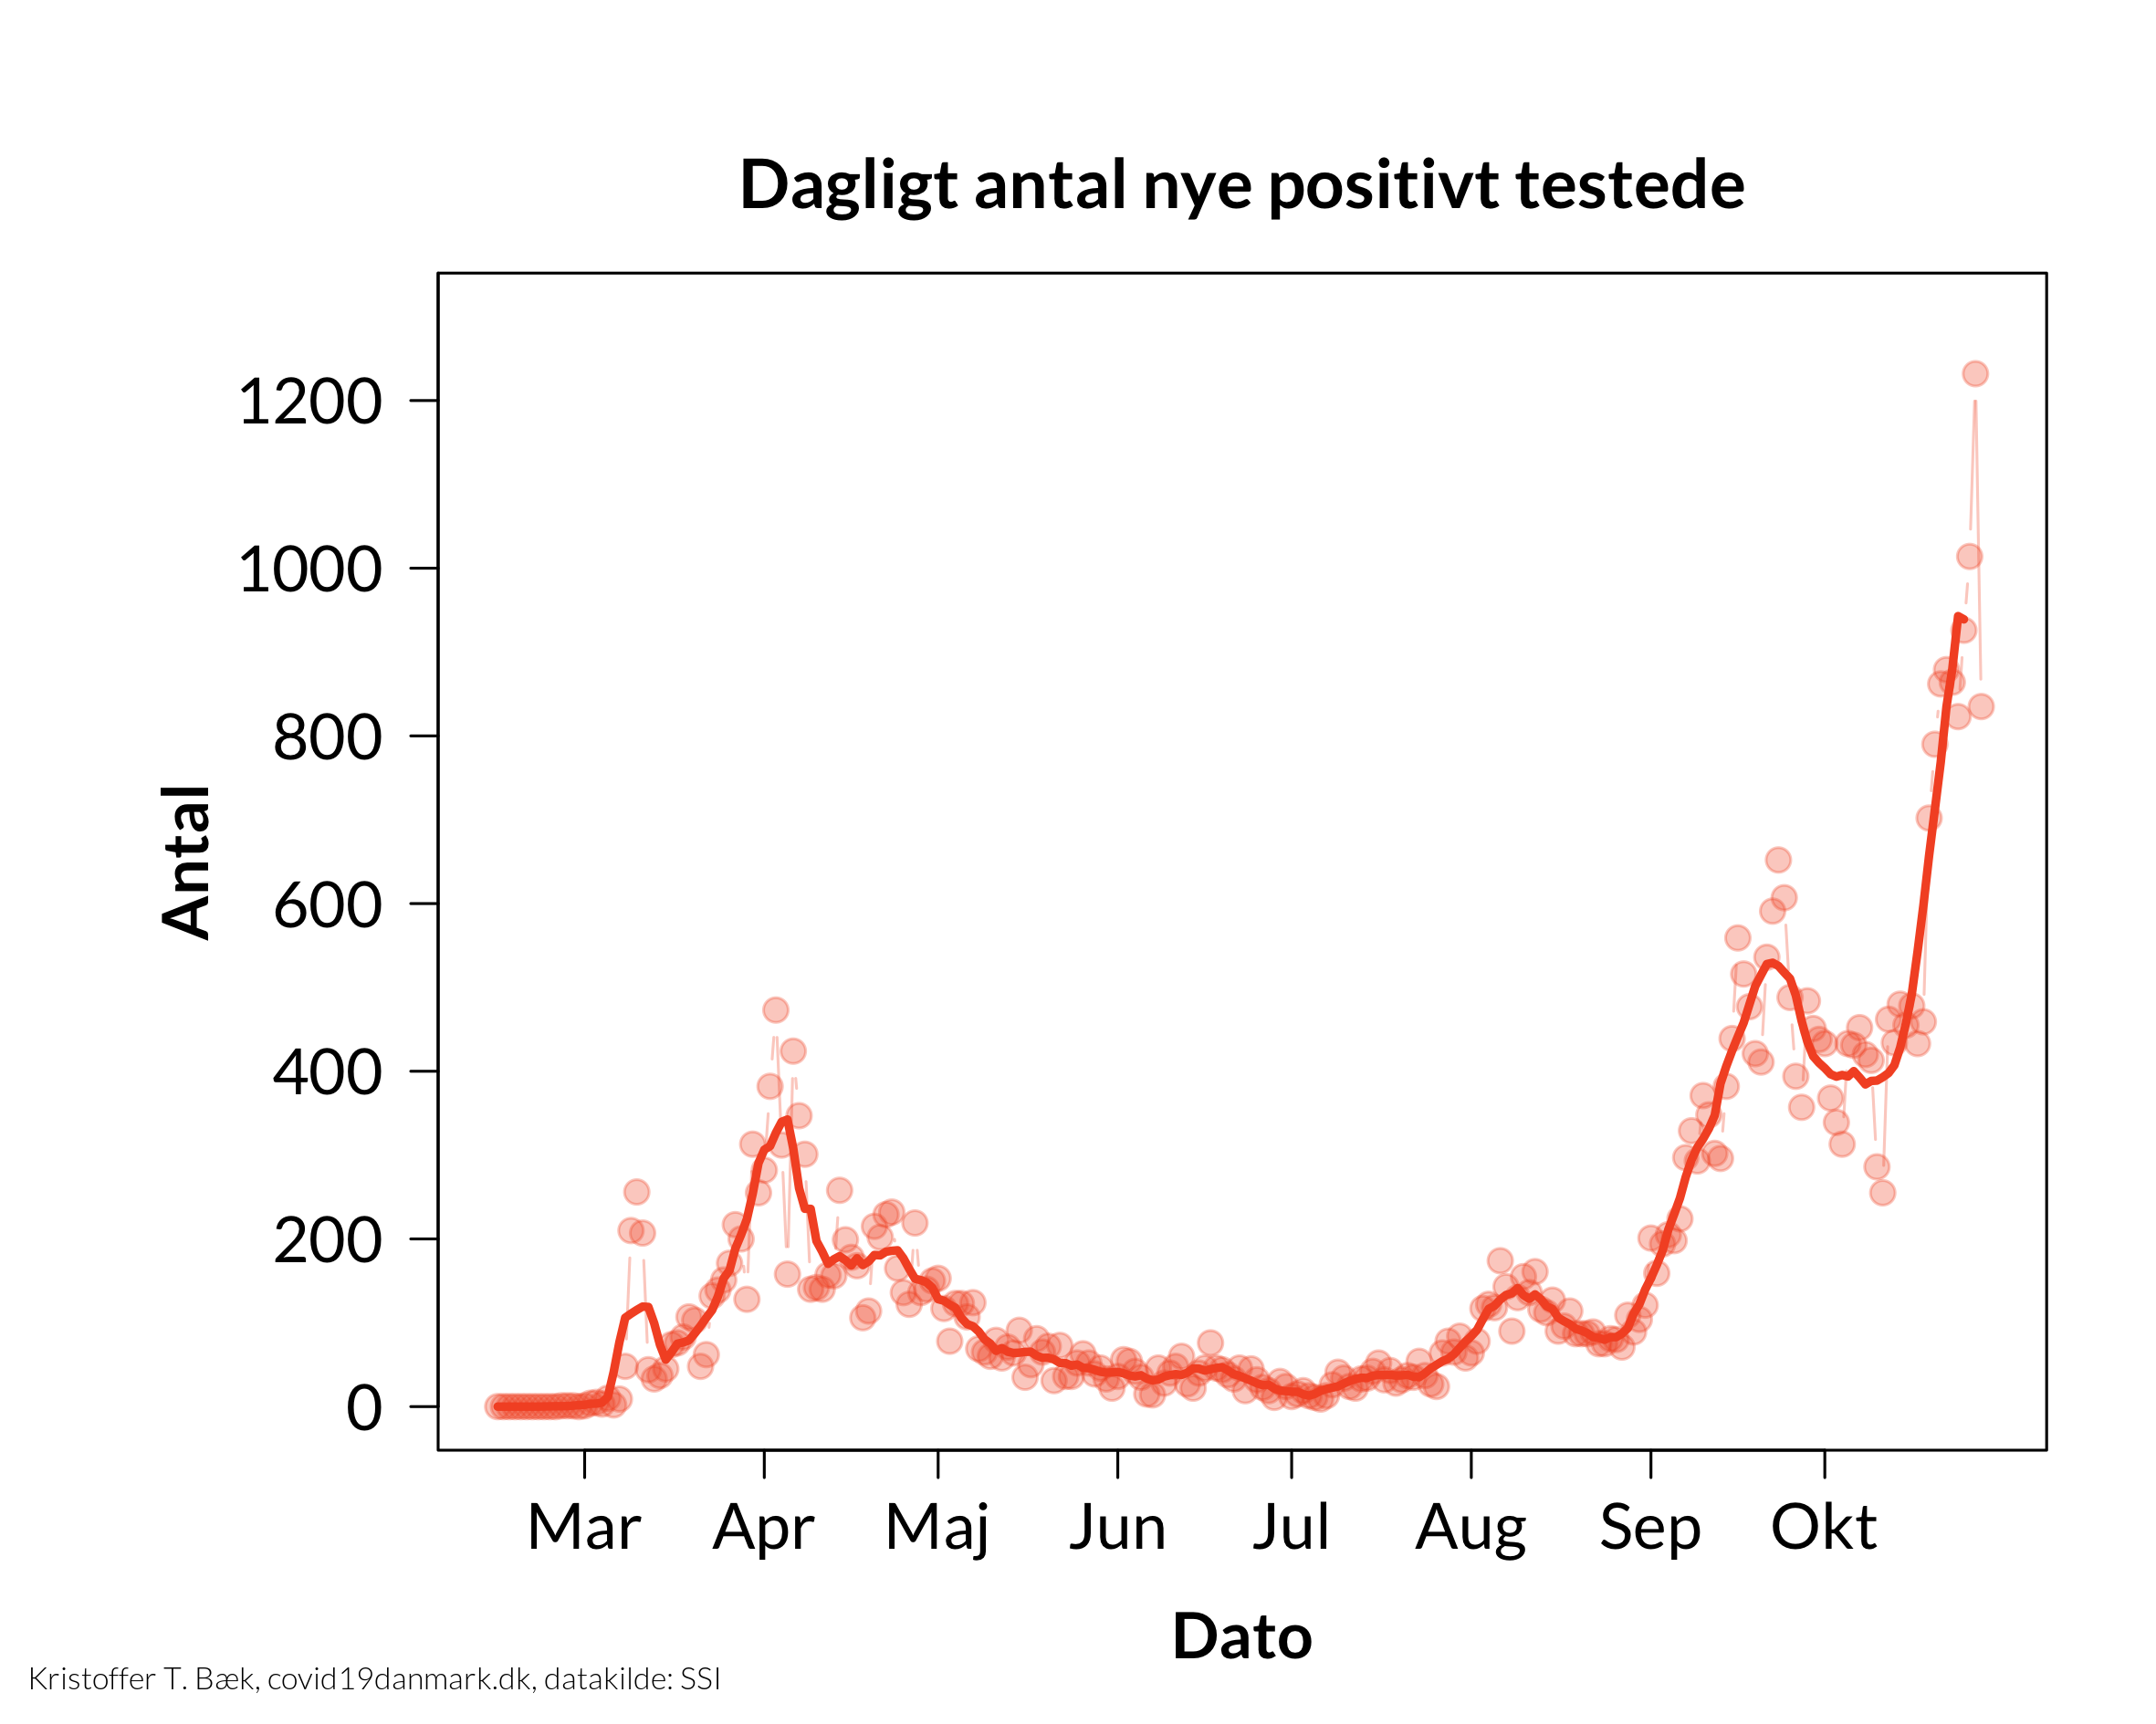 Dagligt antal nye positivt testede
Antal
1200
1000
800
600
400
200
0
Mar Apr Maj Jun Jul Aug Sep Okt
Dato
Kristoffer T. Bæk, covid19danmark.dk, datakilde: SSI